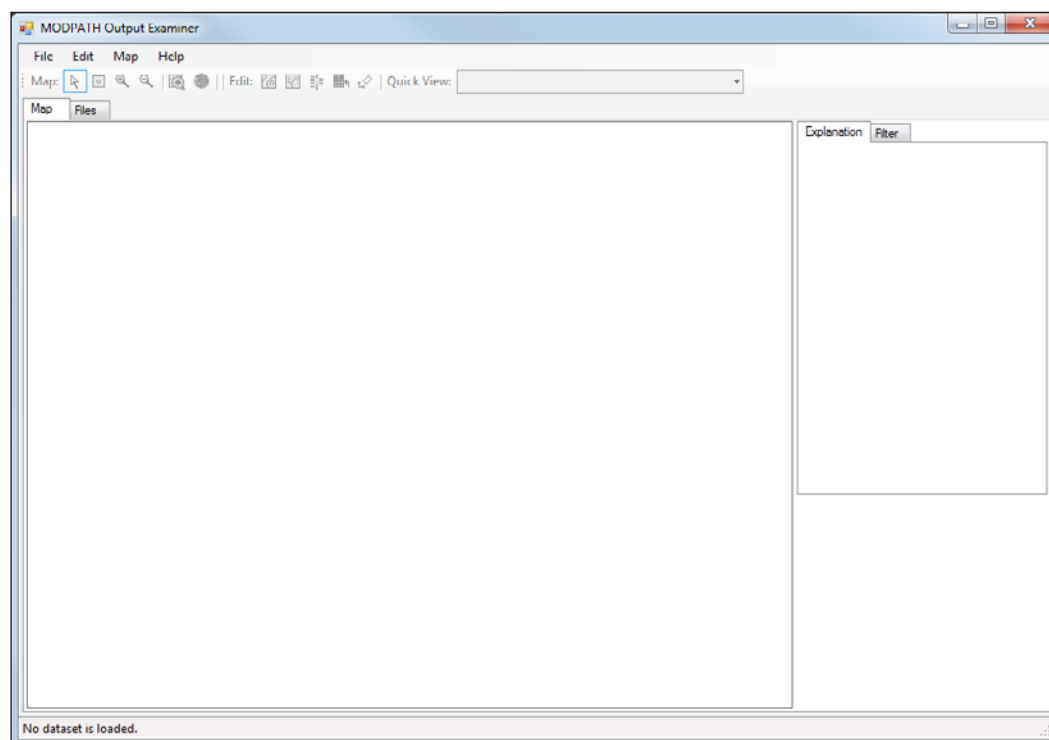 MODPATH Output Examiner
File Edit Map Help
Map: Edit: Quick View:
Map Files
Explanation Filter
No dataset is loaded.